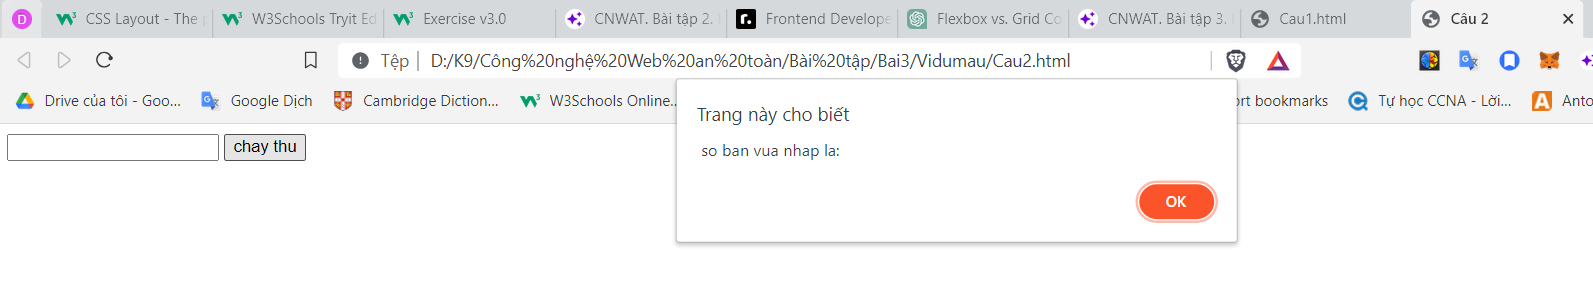 D CSS Layout - The p W3Schools Tryit Ed Exercise v3.0 CNWAT. Bài tập 2. Frontend Develope Flexbox vs. Grid Co CNWAT. Bài tập 3. Cau1.html Câu 2
Tệp D:/K9/Công%20nghệ%20Web%20an%20toàn/Bài%20tập/Bai3/Vidumau/Cau2.html
Drive của tôi - Goo... Google Dịch Cambridge Diction... W3Schools Online... rt bookmarks Tự học CCNA - Lời... Anto
chay thu
Trang này cho biết
so ban vua nhap la:
OK